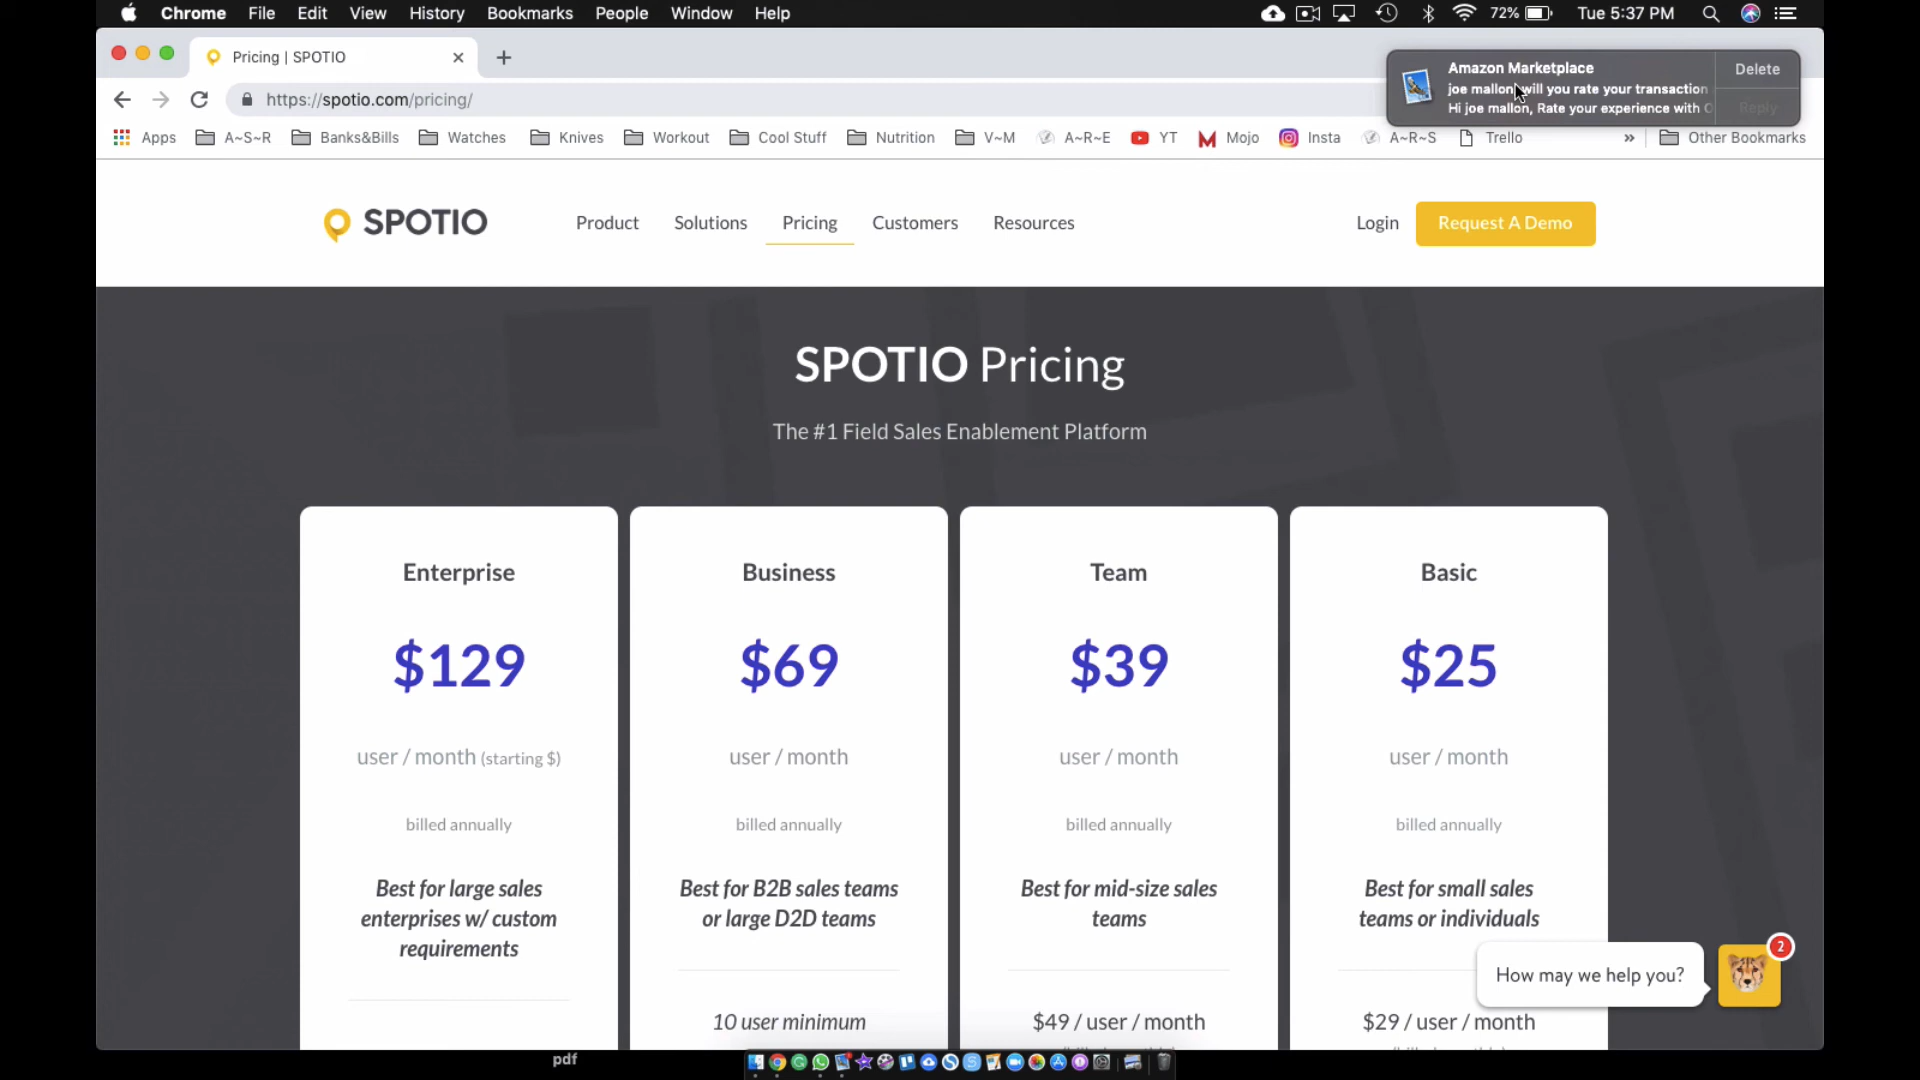 Chrome File Edit View History Bookmarks People Window Help 72% Tue 5:37 PM
Pricing | SPOTIO
Amazon Marketplace
joe mallon, will you rate your transaction
Hi joe mallon, Rate your experience with
Delete
Reply
https://spotio.com/pricing/
Apps A~S~R Banks&Bills Watches Knives Workout Cool Stuff Nutrition V~M A~R~E YT Mojo Insta A~R~S Trello » Other Bookmarks
SPOTIO Product Solutions Pricing Customers Resources Login Request A Demo
SPOTIO Pricing
The #1 Field Sales Enablement Platform
Enterprise
$129
user / month (starting $)
billed annually
Best for large sales
enterprises w/ custom
requirements
Business
$69
user / month
billed annually
Best for B2B sales teams
or large D2D teams
10 user minimum
Team
$39
user / month
billed annually
Best for mid-size sales
teams
$49 / user / month
Basic
$25
user / month
billed annually
Best for small sales
teams or individuals
$29 / user / month
How may we help you?
2
pdf